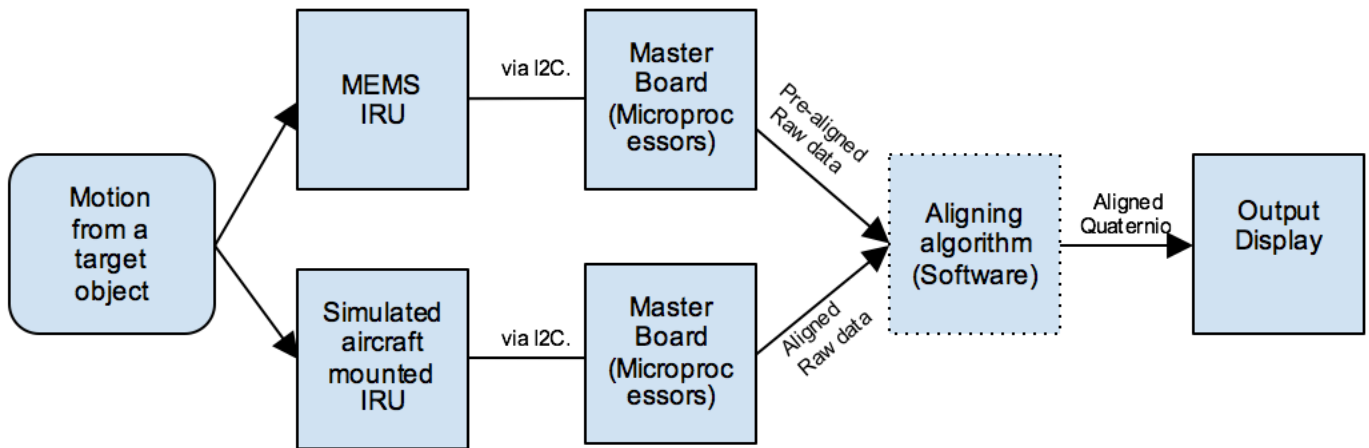 Motion
from a
target
object
MEMS
IRU
via I2C.
Master
Board
(Microproc
essors)
Pre-aligned
Raw data
Simulated
aircraft
mounted
IRU
via I2C.
Master
Board
(Microproc
essors)
Aligned
Raw data
Aligning
algorithm
(Software)
Aligned
Quaternio
Output
Display